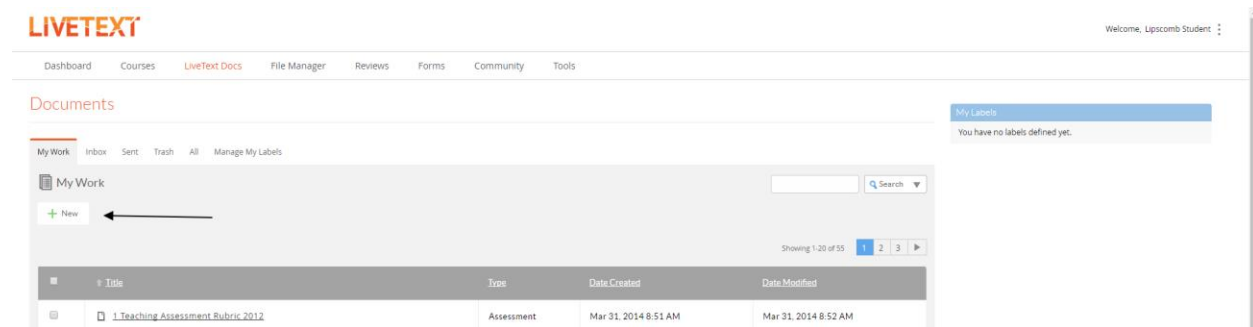 LIVETEXT
Welcome, Lipscomb Student
Dashboard Courses LiveText Docs File Manager Reviews Forms Community Tools
Documents
My Labels
You have no labels defined yet.
My Work Inbox Sent Trash All Manage My Labels
My Work
Search
+ New
Showing 1-20 of 55 1 2 3
Title Type Date Created Date Modified
1 Teaching Assessment Rubric 2012 Assessment Mar 31, 2014 8:51 AM Mar 31, 2014 8:52 AM